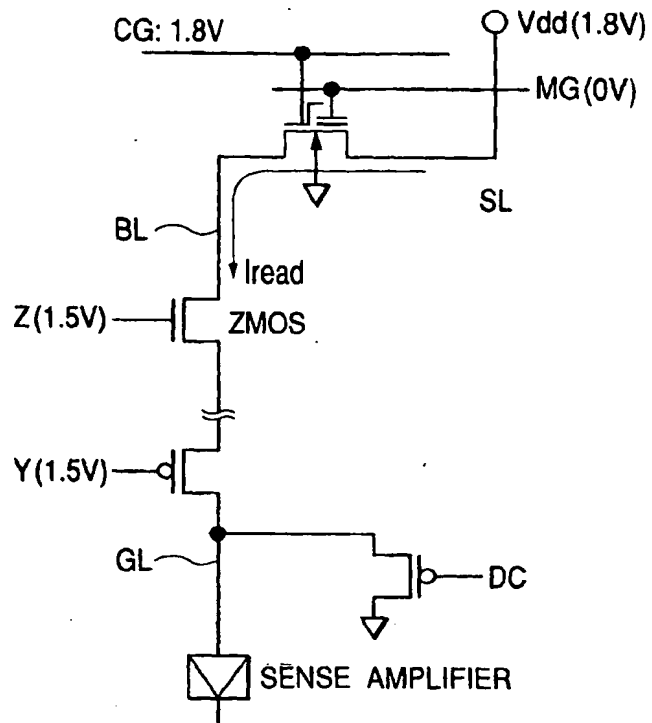 CG: 1.8V
Vdd(1.8V)
MG(0V)
SL
BL
Iread
Z(1.5V)
ZMOS
Y(1.5V)
GL
DC
SENSE AMPLIFIER